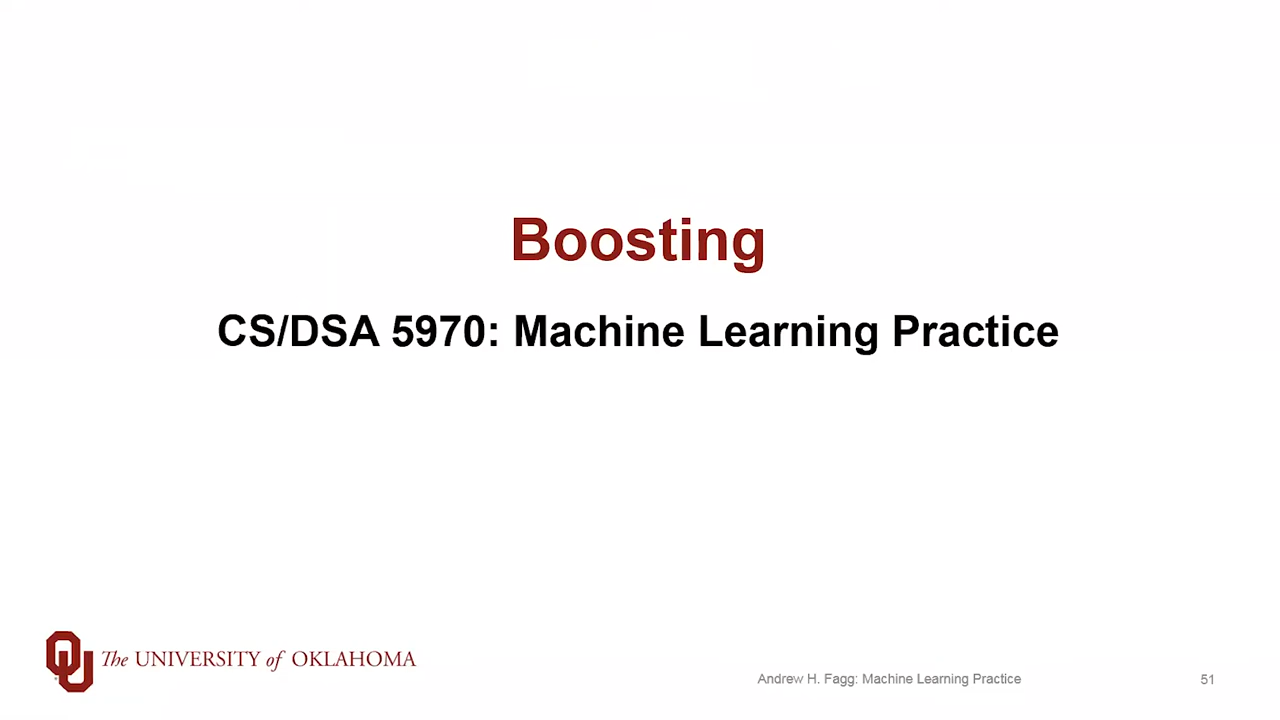 Boosting
CS/DSA 5970: Machine Learning Practice
The UNIVERSITY of OKLAHOMA
Andrew H. Fagg: Machine Learning Practice
51